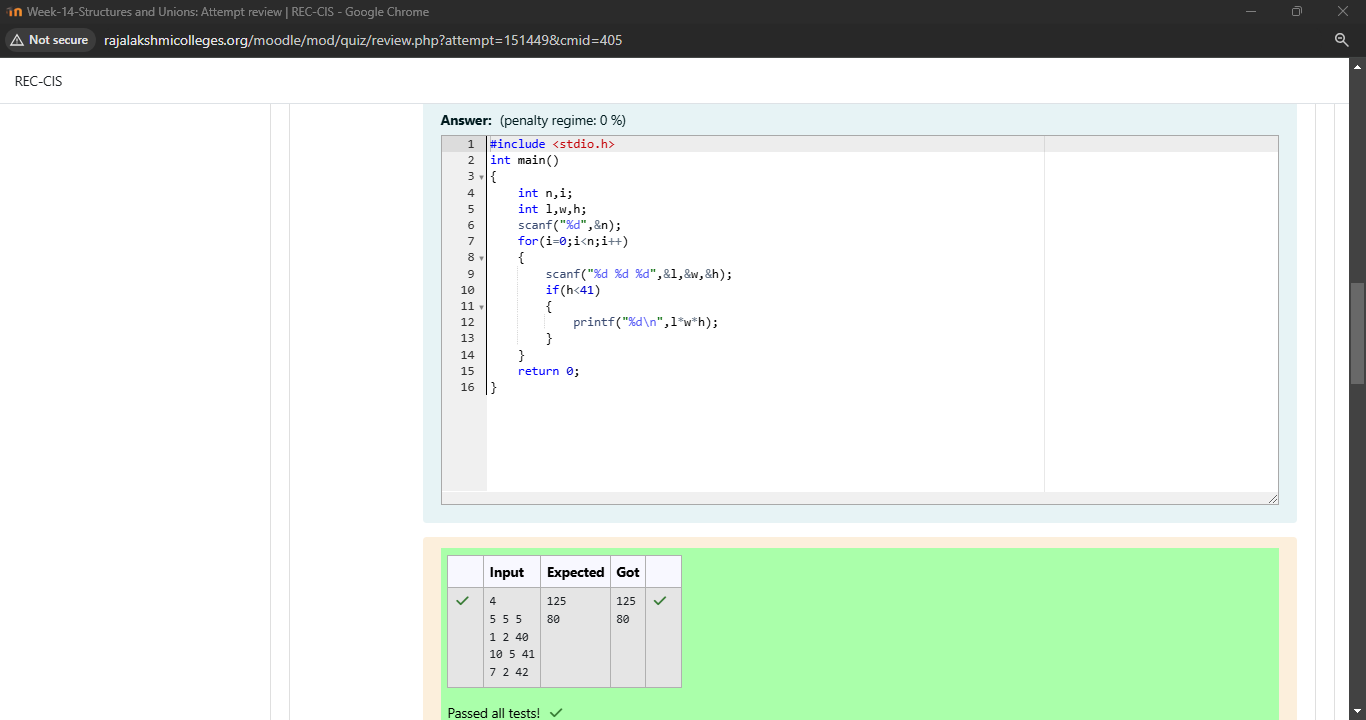 Week-14-Structures and Unions: Attempt review | REC-CIS - Google Chrome
Not secure rajalakshmicolleges.org/moodle/mod/quiz/review.php?attempt=151449&cmid=405
REC-CIS
Answer: (penalty regime: 0 %)
1 #include <stdio.h>
2 int main()
3 {
4 int n,i;
5 int l,w,h;
6 scanf("%d",&n);
7 for(i=0;i<n;i++)
8 {
9 scanf("%d %d %d",&l,&w,&h);
10 if(h<41)
11 {
12 printf("%d\n",l*w*h);
13 }
14 }
15 return 0;
16 }
Input Expected Got
4 125 125
5 5 5 80 80
1 2 40
10 5 41
7 2 42
Passed all tests!